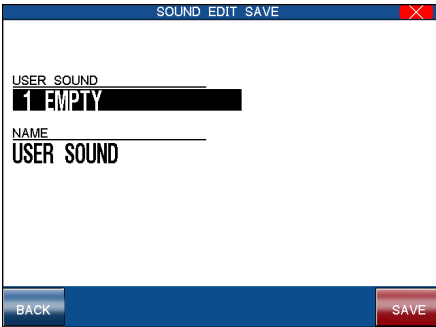 SOUND EDIT SAVE
USER SOUND
1 EMPTY
NAME
USER SOUND
BACK
SAVE